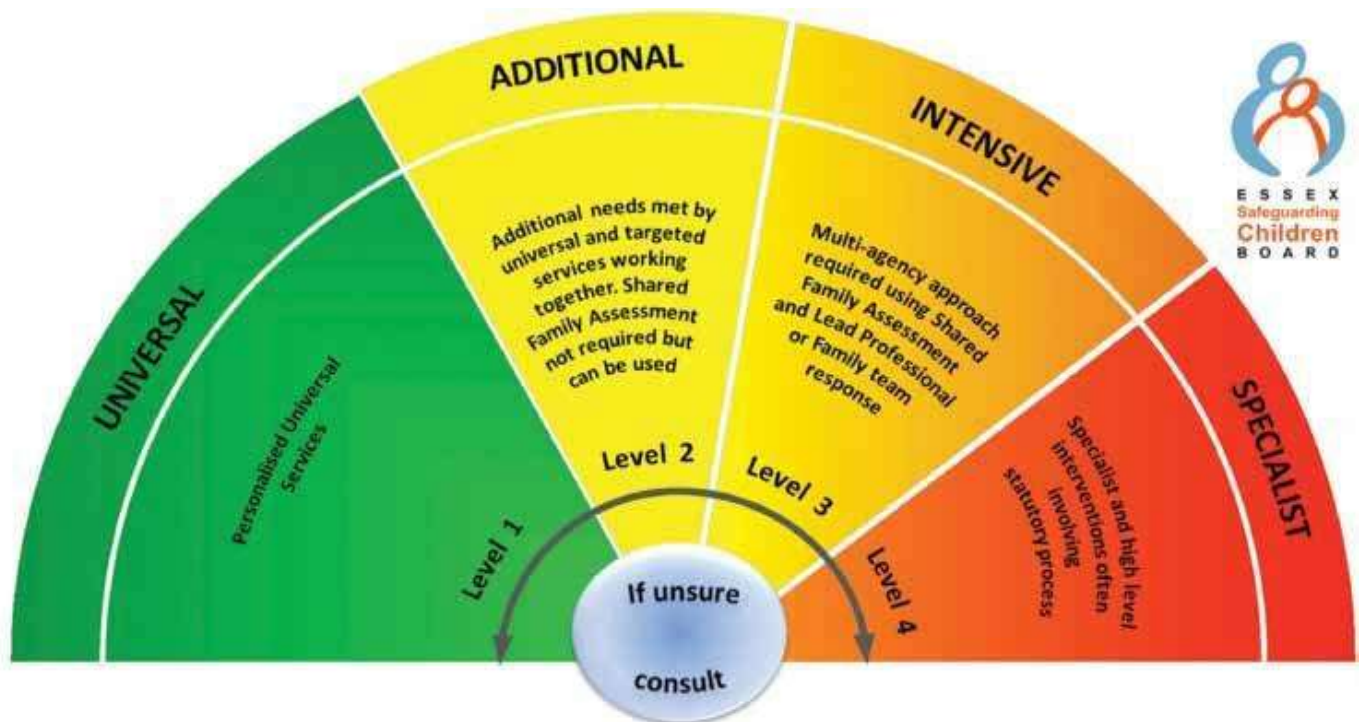 UNIVERSAL
Personalised Universal
Services
Level 1
ADDITIONAL
Additional needs met by
universal and targeted
services working
together. Shared
Family Assessment
not required but
can be used
Level 2
INTENSIVE
Multi-agency approach
required using Shared
Family Assessment
and Lead Professional
or Family team
response
Level 3
SPECIALIST
Specialist and high level
interventions often
involving
statutory process
Level 4
If unsure
consult
ESSEX
Safeguarding
Children
BOARD